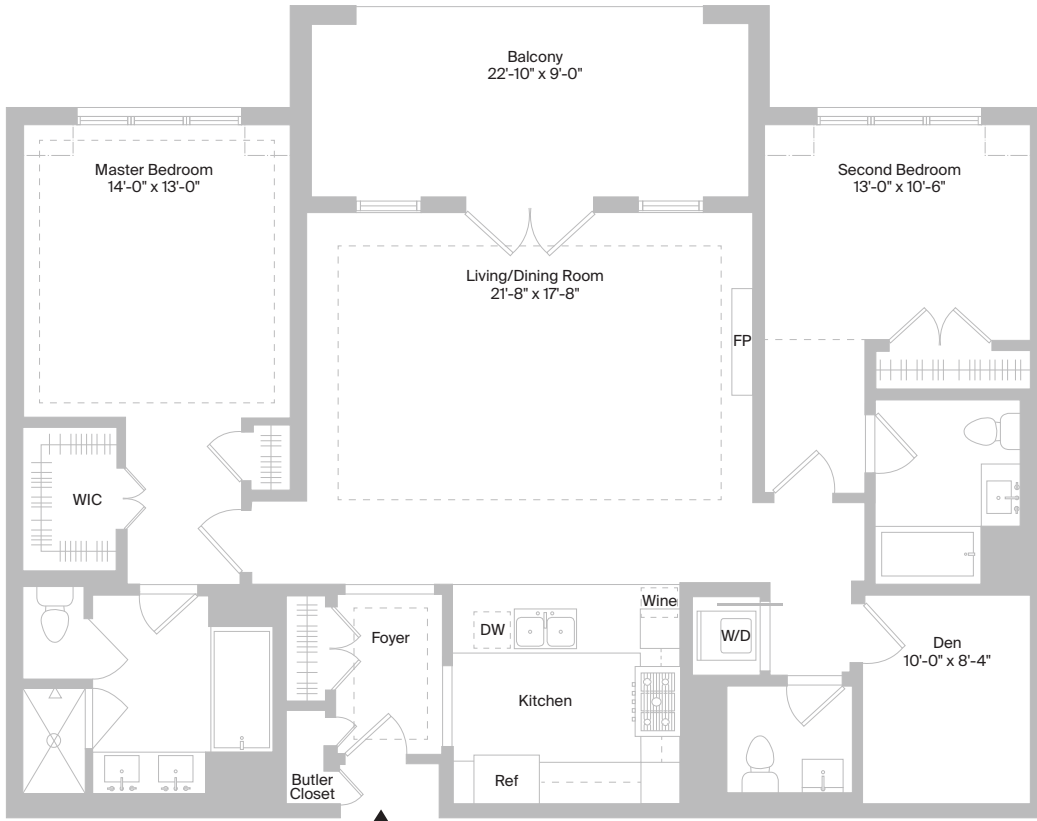 Balcony
22'-10" x 9'-0"
Master Bedroom
14'-0" x 13'-0"
Second Bedroom
13'-0" x 10'-6"
Living/Dining Room
21'-8" x 17'-8"
FP
WIC
Wine
DW
Foyer
W/D
Den
10'-0" x 8'-4"
Kitchen
Ref
Butler
Closet